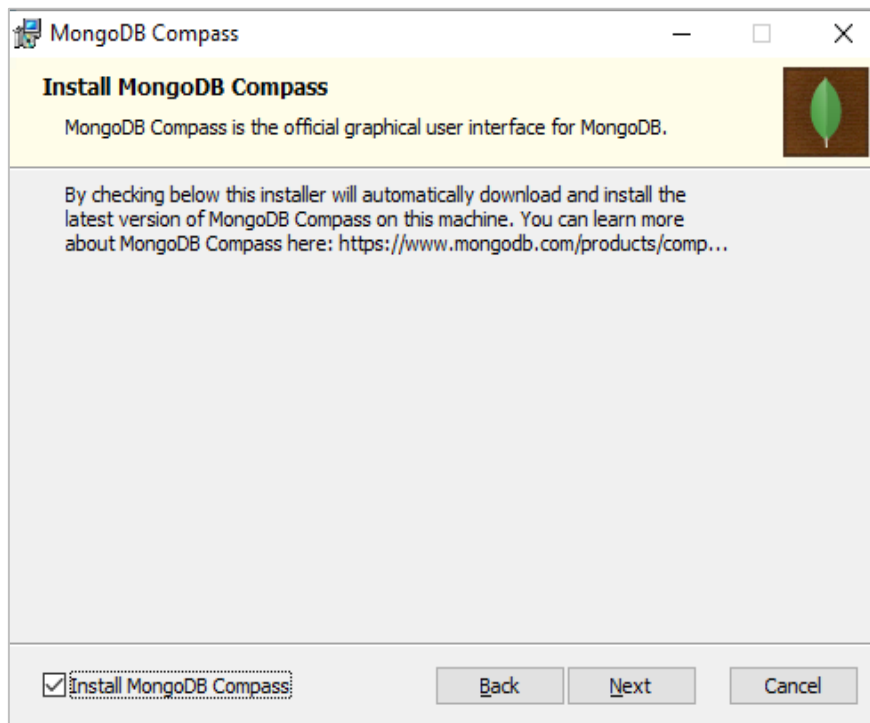 MongoDB Compass
Install MongoDB Compass
MongoDB Compass is the official graphical user interface for MongoDB.
By checking below this installer will automatically download and install the
latest version of MongoDB Compass on this machine. You can learn more
about MongoDB Compass here: https://www.mongodb.com/products/comp...
Install MongoDB Compass
Back
Next
Cancel